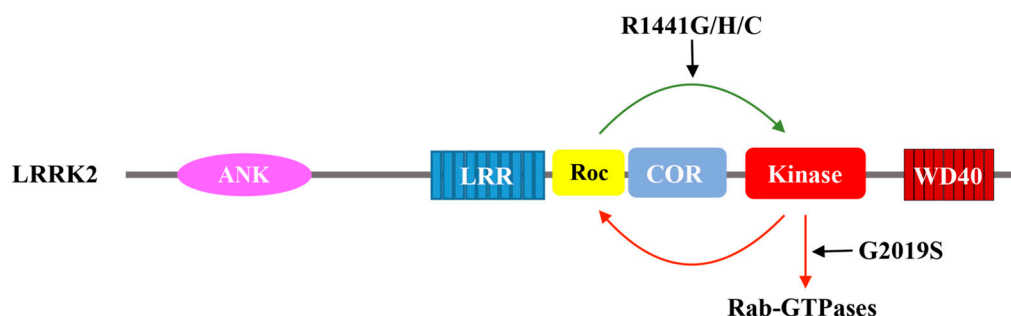 R1441G/H/C
LRRK2
ANK
LRR
Roc
COR
Kinase
WD40
G2019S
Rab-GTPases